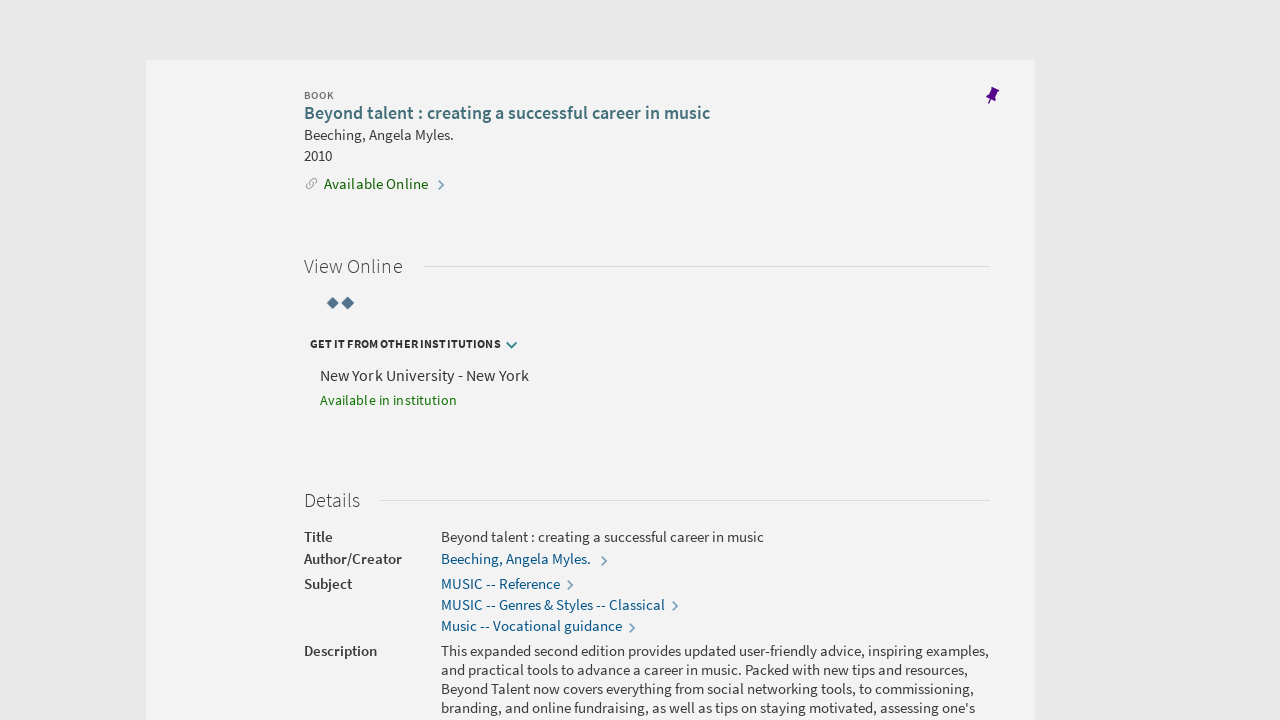 BOOK
Beyond talent : creating a successful career in music
Beeching, Angela Myles.
2010
Available Online
View Online
GET IT FROM OTHER INSTITUTIONS
New York University - New York
Available in institution
Details
Title Beyond talent : creating a successful career in music
Author/Creator Beeching, Angela Myles.
Subject MUSIC -- Reference
MUSIC -- Genres & Styles -- Classical
Music -- Vocational guidance
Description This expanded second edition provides updated user-friendly advice, inspiring examples,
and practical tools to advance a career in music. Packed with new tips and resources,
Beyond Talent now covers everything from social networking tools, to commissioning,
branding, and online fundraising, as well as tips on staying motivated, assessing one's